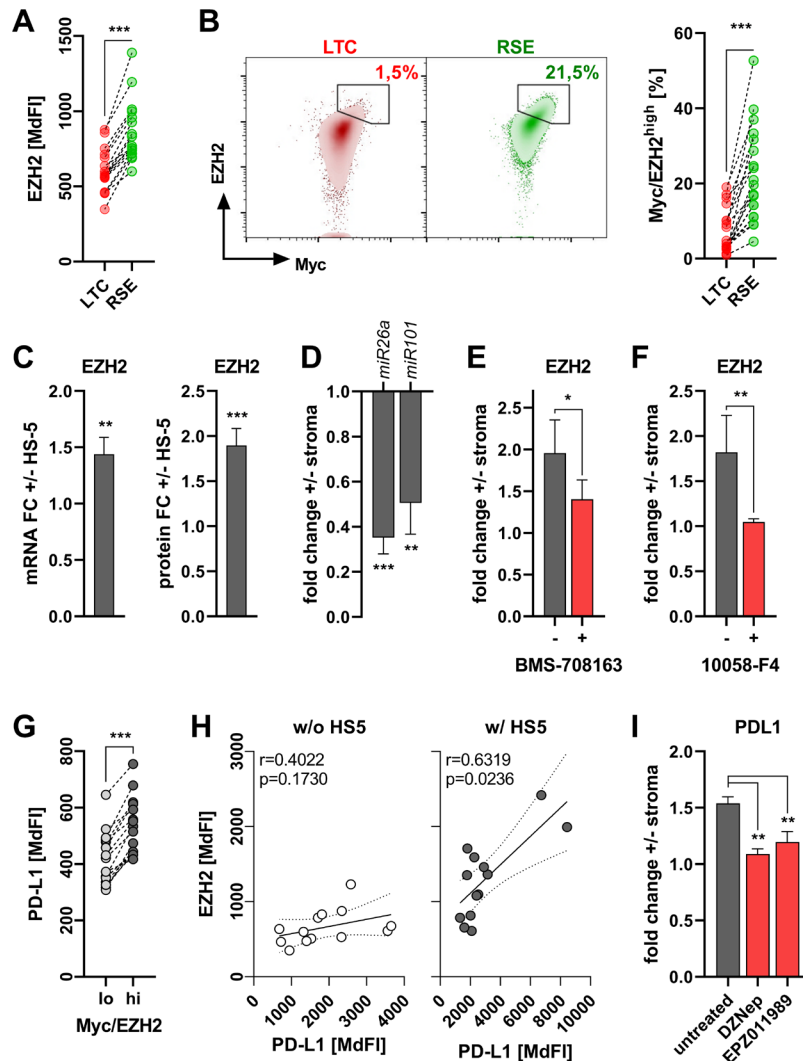 A
***
EZH2 [MdFI]
1500
1000
500
0
LTC
RSE
B
LTC
RSE
1,5%
21,5%
EZH2
Myc
***
Myc/EZH2high [%]
60
40
20
0
LTC
RSE
C
EZH2
mRNA FC +/- HS-5
2.0
1.5
1.0
0.5
0.0
**
EZH2
protein FC +/- HS-5
2.5
2.0
1.5
1.0
0.5
0.0
***
D
miR26a
miR101
fold change +/- stroma
1.0
0.8
0.6
0.4
0.2
0.0
***
**
E
EZH2
*
fold change +/- stroma
2.5
2.0
1.5
1.0
0.5
0.0
- +
BMS-708163
F
EZH2
**
fold change +/- stroma
2.5
2.0
1.5
1.0
0.5
0.0
- +
10058-F4
G
***
PD-L1 [MdFI]
800
600
400
200
0
lo hi
Myc/EZH2
H
w/o HS5
w/ HS5
r=0.4022
p=0.1730
r=0.6319
p=0.0236
EZH2 [MdFI]
3000
2000
1000
0
0
1000
2000
3000
4000
PD-L1 [MdFI]
0
2000
4000
6000
8000
10000
PD-L1 [MdFI]
I
PDL1
fold change +/- stroma
2.0
1.5
1.0
0.5
0.0
**
**
untreated
DZNep
EPZ011989